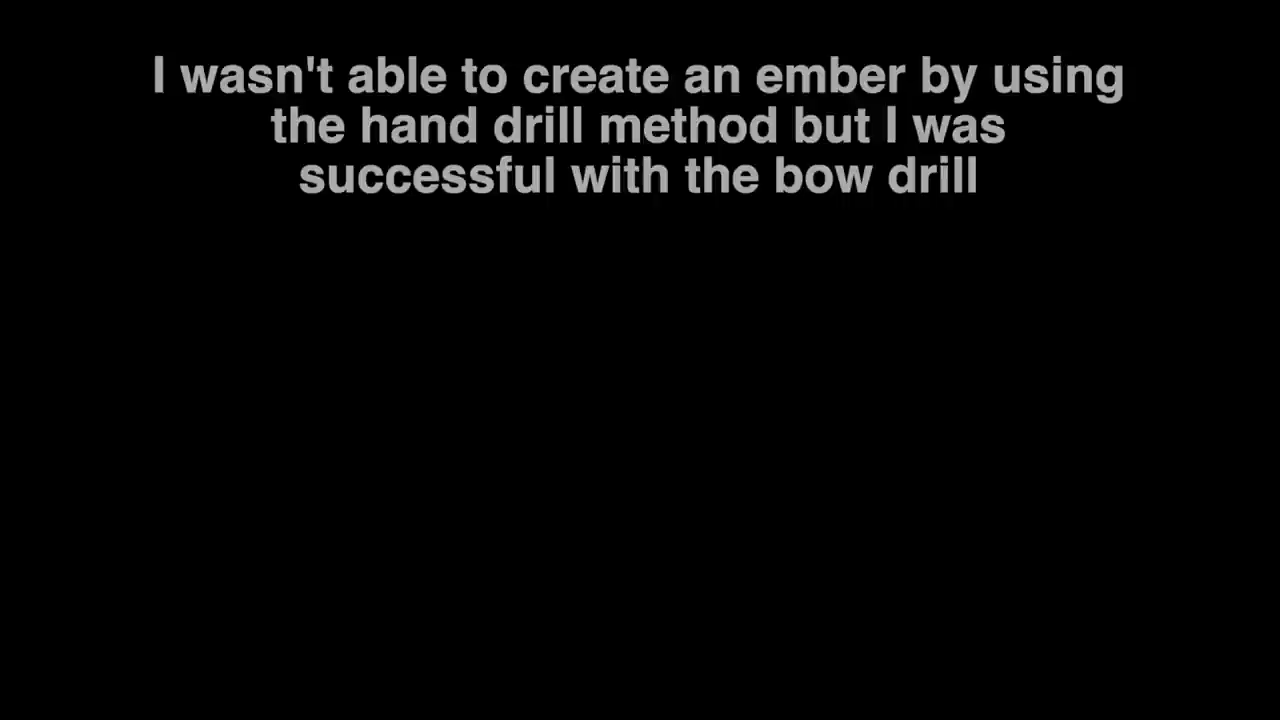 I wasn't able to create an ember by using
the hand drill method but I was
successful with the bow drill